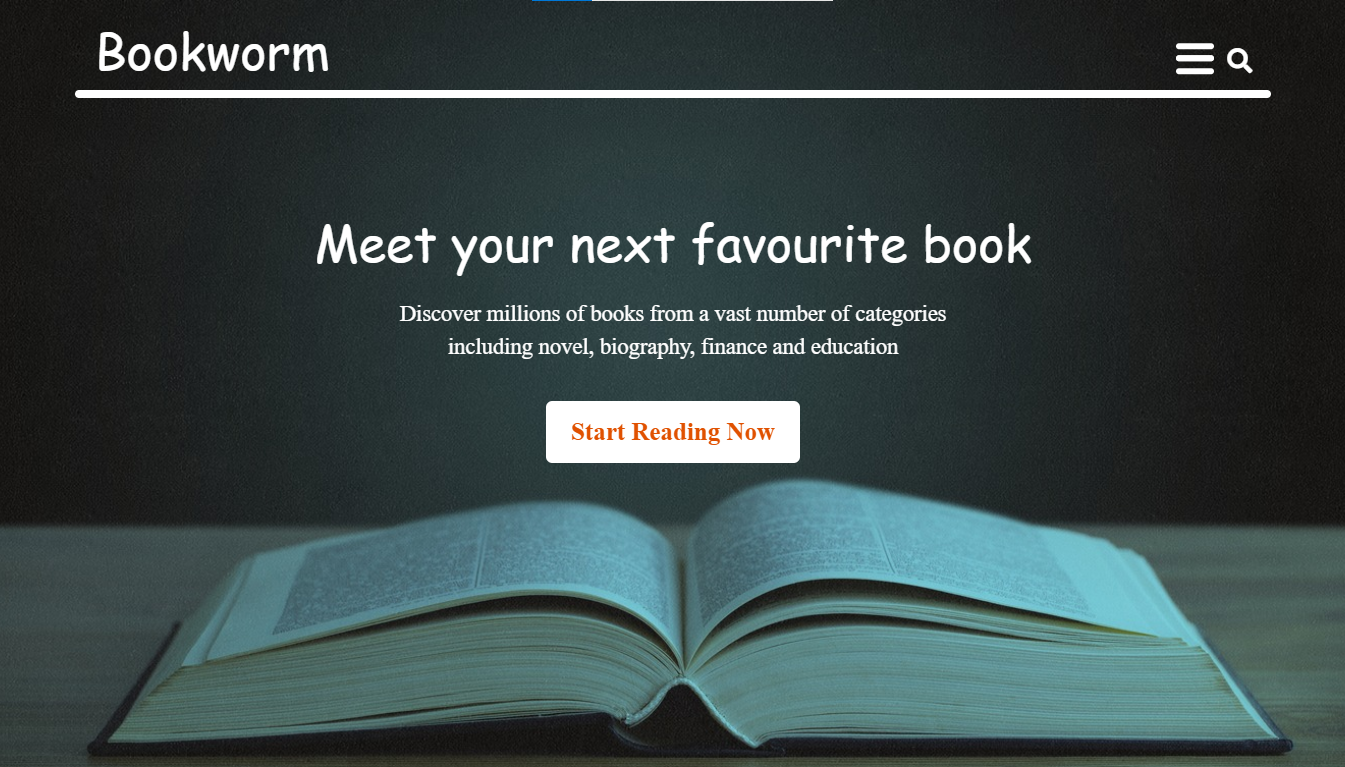 Bookworm
Meet your next favourite book
Discover millions of books from a vast number of categories
including novel, biography, finance and education
Start Reading Now